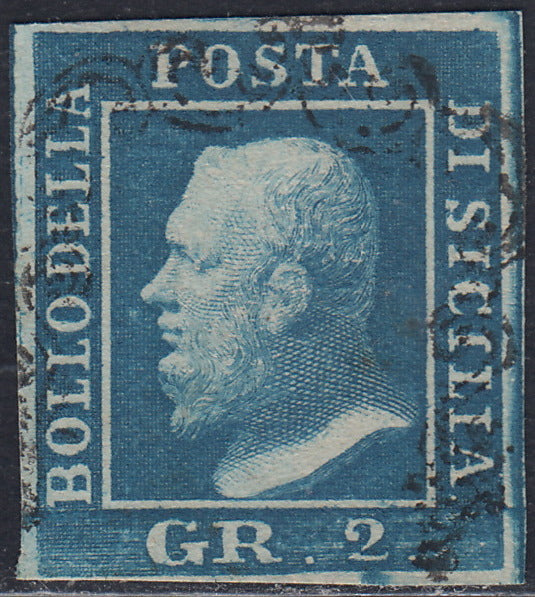 BOLLO DELLA
POSTA
DI SICILIA
GR. 2